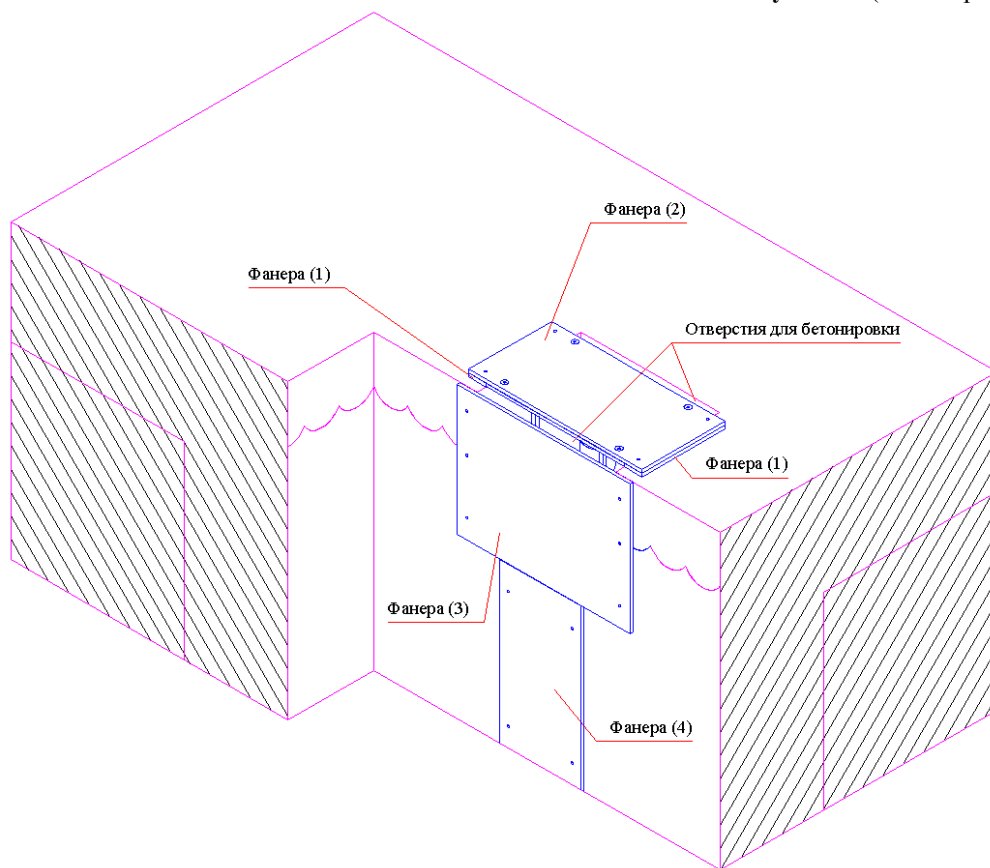 Фанера (2)
Фанера (1)
Отверстия для бетонировки
Фанера (1)
Фанера (3)
Фанера (4)